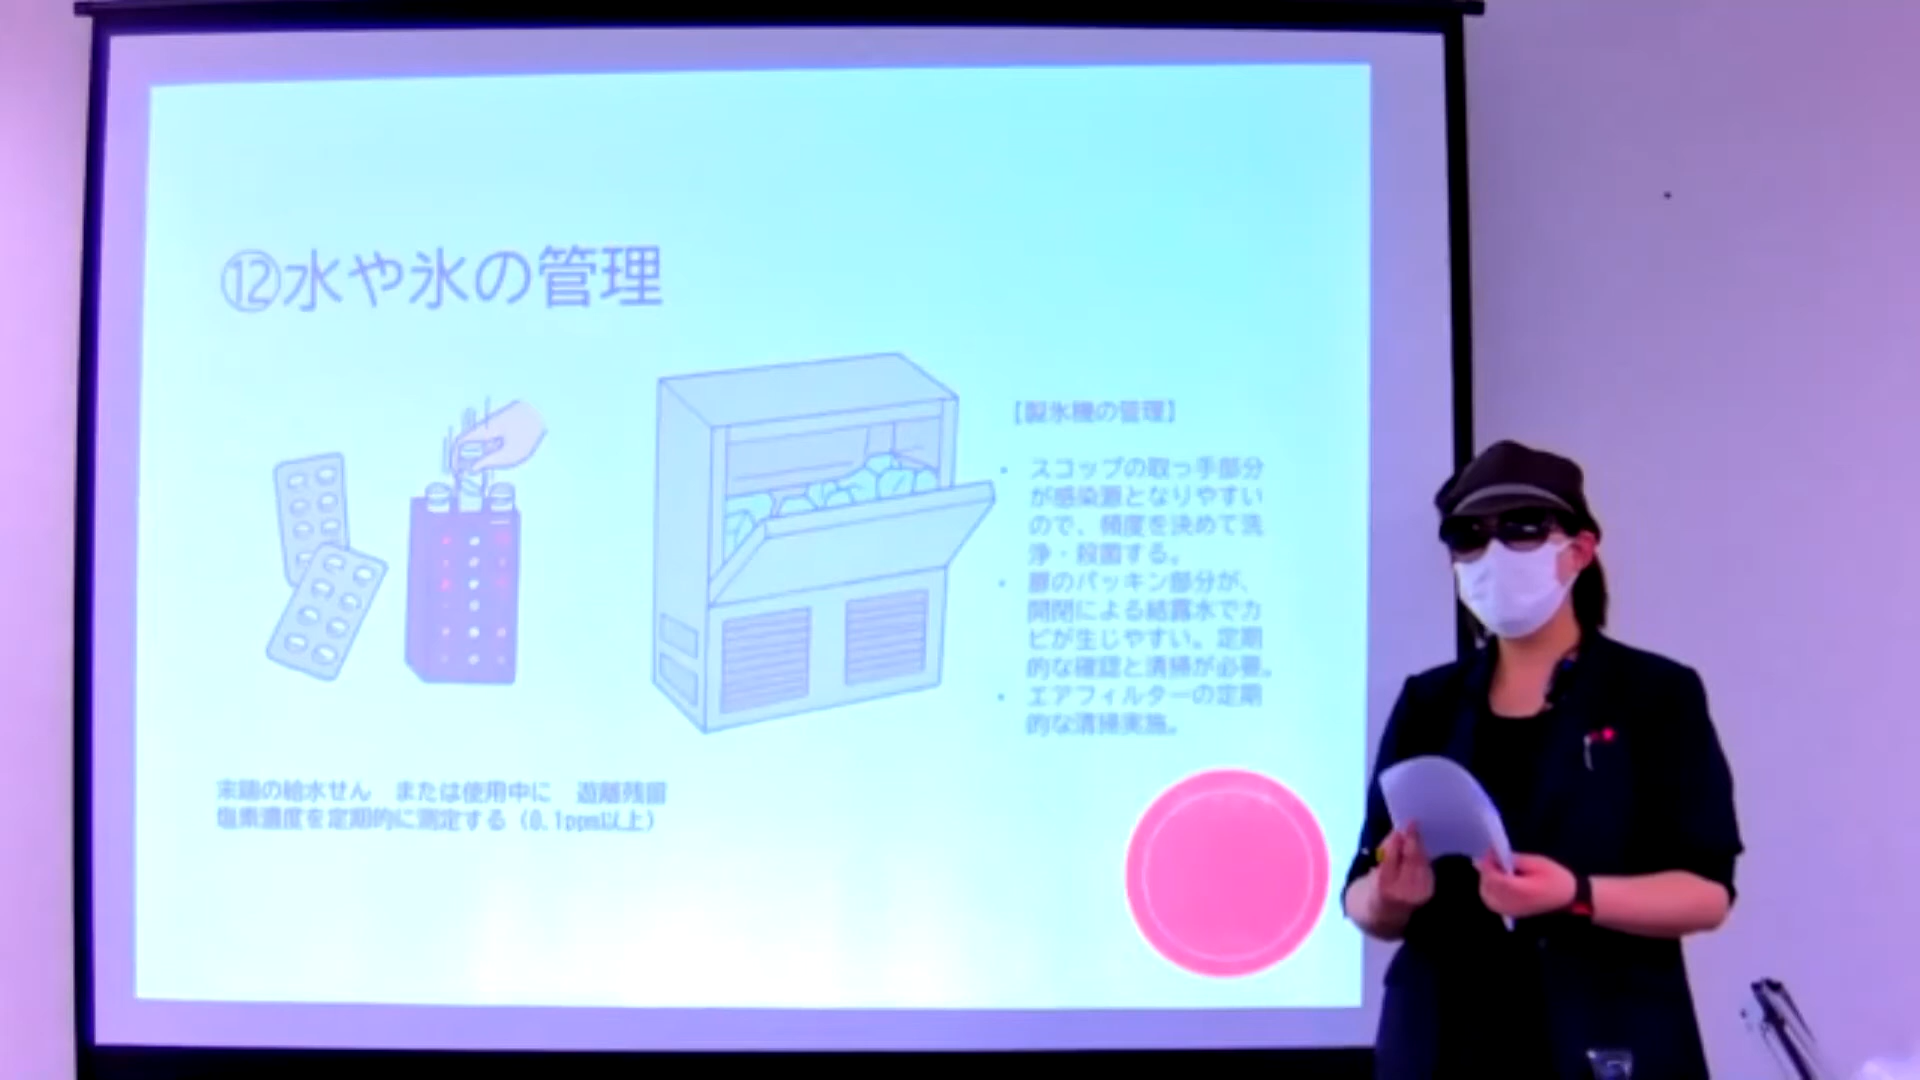 ⑫水や氷の管理
【製氷機の管理】
• スコップの取っ手部分
が感染源となりやすい
ので、頻度を決めて洗
浄・殺菌する。
• 扉のパッキン部分が、
開閉による結露水でカ
ビが生じやすい。定期
的な確認と清掃が必要。
• エアフィルターの定期
的な清掃実施。
末端の給水せん または使用中に 遊離残留
塩素濃度を定期的に測定する（0.1ppm以上）